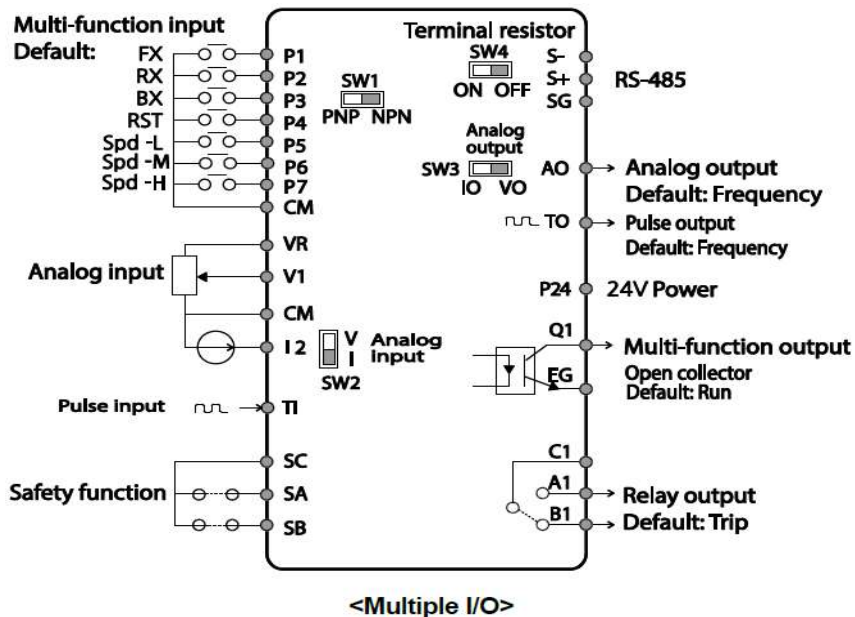 Multi-function input
Default:
FX
RX
BX
RST
Spd -L
Spd -M
Spd -H
P1
P2
P3
P4
P5
P6
P7
CM
SW1
PNP NPN
Terminal resistor
SW4
ON OFF
S-
S+
SG
RS-485
Analog
output
SW3
IO VO
AO
Analog output
Default: Frequency
TO
Pulse output
Default: Frequency
Analog input
VR
V1
CM
I 2
V
I
Analog
input
SW2
P24
24V Power
Q1
EG
Multi-function output
Open collector
Default: Run
Pulse input
TI
Safety function
SC
SA
SB
C1
A1
B1
Relay output
Default: Trip
<Multiple I/O>